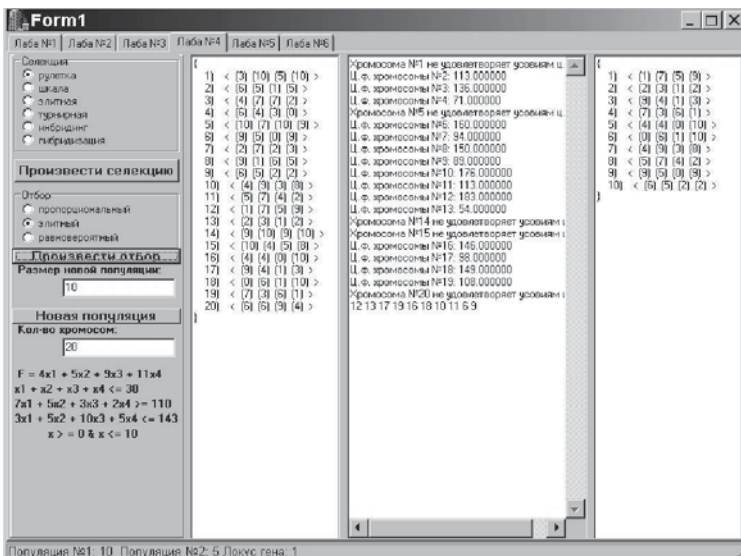 Form1
Лаба №1 Лаба №2 Лаба №3 Лаба №4 Лаба №5 Лаба №6
Селекция
рулетка
шкала
элитная
турнирная
инбридинг
гибридизация
Произвести селекцию
Отбор
пропорциональный
элитный
равновероятный
Произвести отбор
Размер новой популяции:
10
Новая популяция
Кол-во хромосом:
20
F = 4x1 + 5x2 + 9x3 + 11x4
x1 + x2 + x3 + x4 <= 30
7x1 + 5x2 + 3x3 + 2x4 >= 110
3x1 + 5x2 + 10x3 + 5x4 <= 143
x >= 0 & x <= 10
{
1) < (3) (10) (5) (10) >
2) < (6) (5) (1) (5) >
3) < (4) (7) (7) (2) >
4) < (6) (4) (3) (0) >
5) < (10) (7) (10) (9) >
6) < (9) (5) (0) (9) >
7) < (2) (7) (2) (3) >
8) < (9) (1) (6) (5) >
9) < (6) (5) (2) (2) >
10) < (4) (9) (3) (8) >
11) < (5) (7) (4) (2) >
12) < (1) (7) (5) (9) >
13) < (2) (3) (1) (2) >
14) < (9) (10) (9) (10) >
15) < (10) (4) (5) (8) >
16) < (4) (4) (0) (10) >
17) < (9) (4) (1) (3) >
18) < (0) (6) (1) (10) >
19) < (7) (3) (6) (1) >
20) < (6) (6) (9) (4) >
}
Хромосома №1 не удовлетворяет усовиям ц.
Ц.ф. хромосомы №2: 113.000000
Ц.ф. хромосомы №3: 136.000000
Ц.ф. хромосомы №4: 71.000000
Хромосома №5 не удовлетворяет усовиям ц
Ц.ф. хромосомы №6: 160.000000
Ц.ф. хромосомы №7: 94.000000
Ц.ф. хромосомы №8: 150.000000
Ц.ф. хромосомы №9: 89.000000
Ц.ф. хромосомы №10: 176.000000
Ц.ф. хромосомы №11: 113.000000
Ц.ф. хромосомы №12: 183.000000
Ц.ф. хромосомы №13: 54.000000
Хромосома №14 не удовлетворяет усовиям
Хромосома №15 не удовлетворяет усовиям
Ц.ф. хромосомы №16: 146.000000
Ц.ф. хромосомы №17: 98.000000
Ц.ф. хромосомы №18: 149.000000
Ц.ф. хромосомы №19: 108.000000
Хромосома №20 не удовлетворяет усовиям
12 13 17 19 16 18 10 11 6 9
{
1) < (1) (7) (5) (9) >
2) < (2) (3) (1) (2) >
3) < (9) (4) (1) (3) >
4) < (7) (3) (6) (1) >
5) < (4) (4) (0) (10) >
6) < (0) (6) (1) (10) >
7) < (4) (9) (3) (8) >
8) < (5) (7) (4) (2) >
9) < (9) (5) (0) (9) >
10) < (6) (5) (2) (2) >
}
Популяция №1: 10 Популяция №2: 5 Локус гена: 1